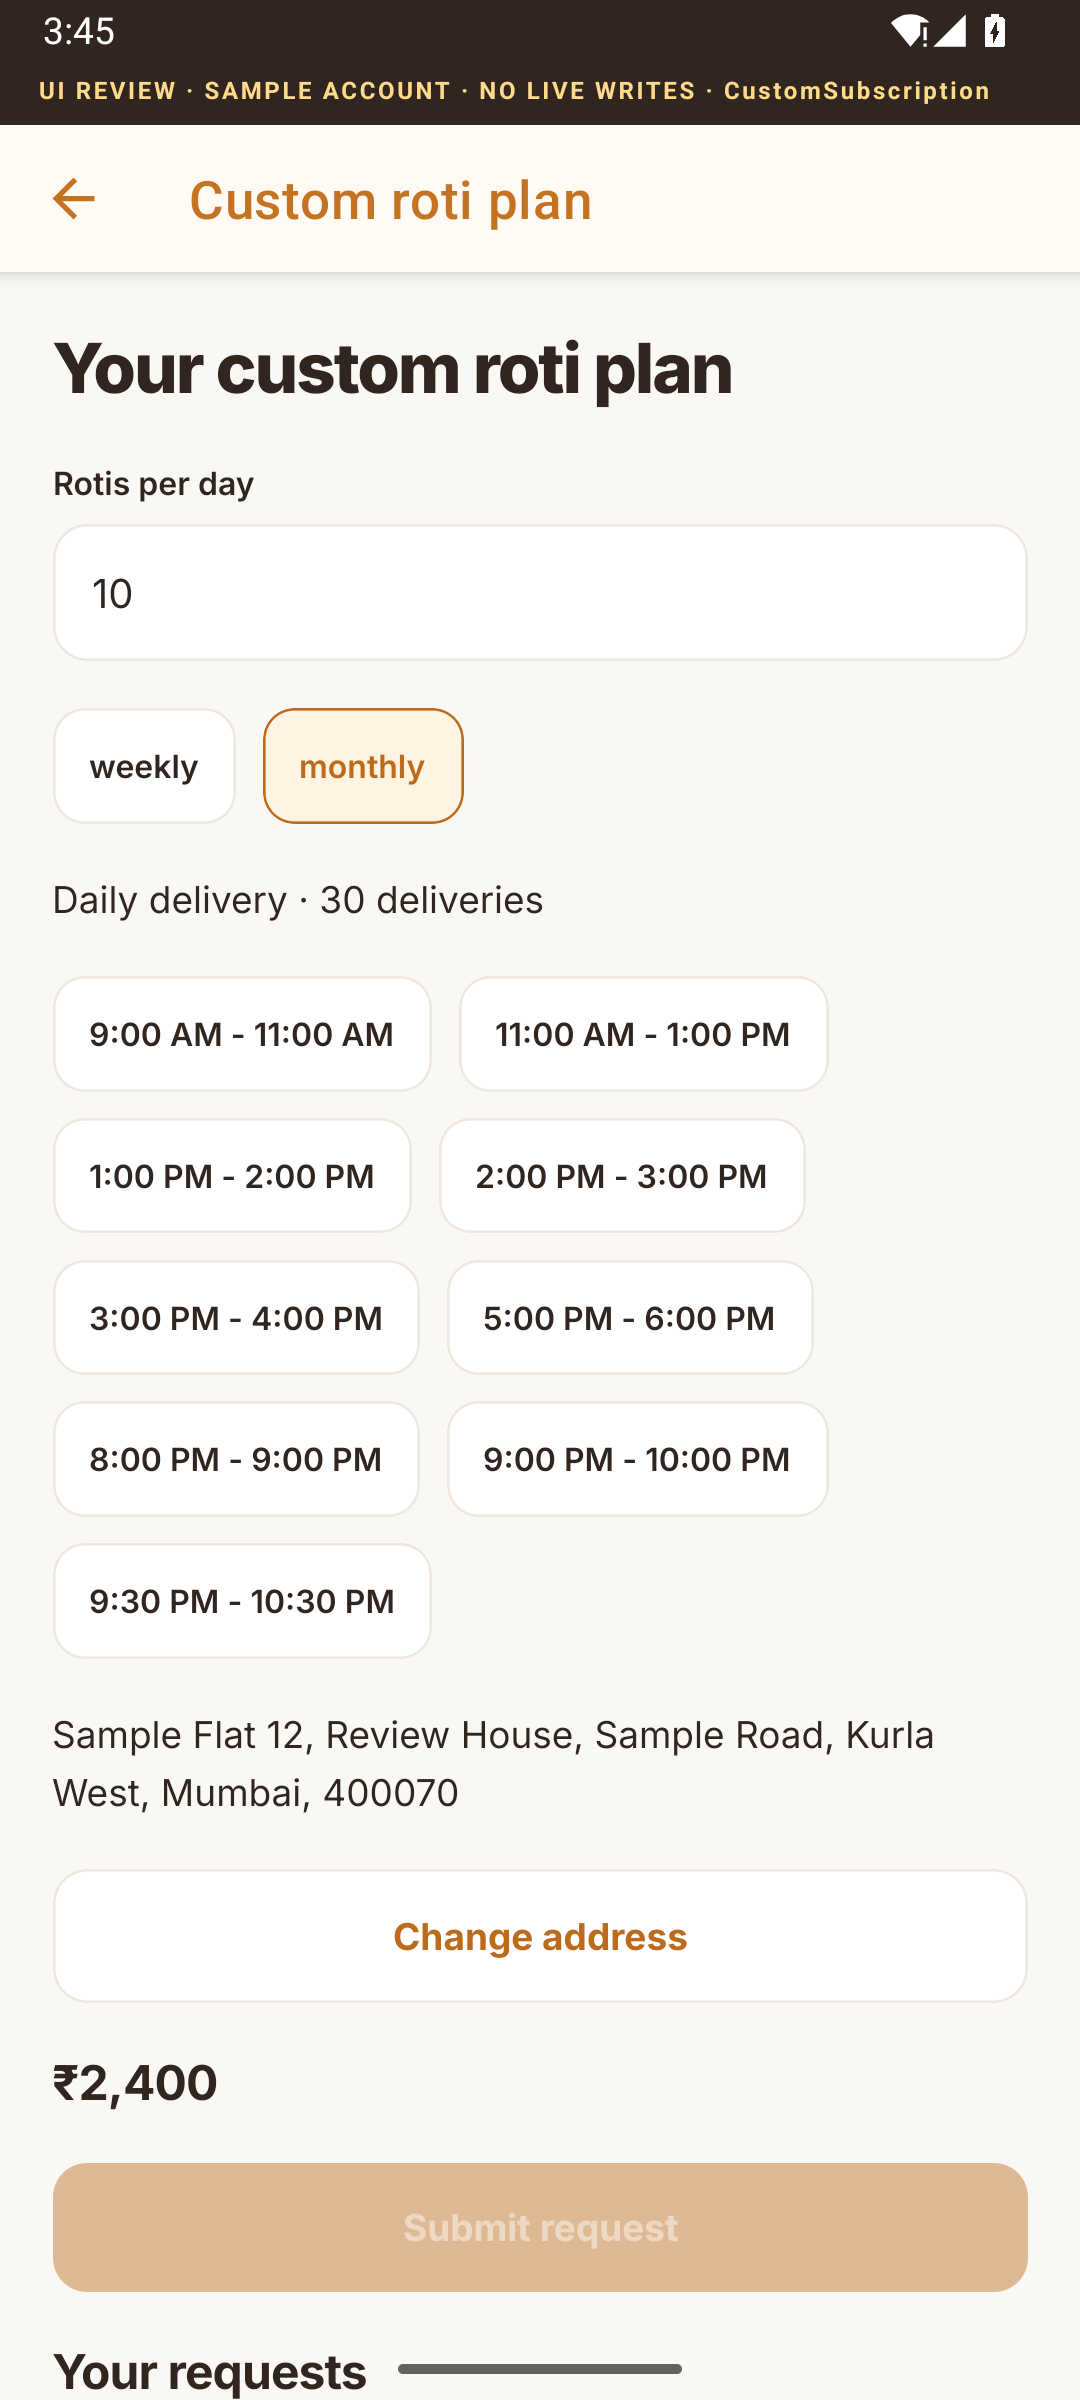 3:45
UI REVIEW · SAMPLE ACCOUNT · NO LIVE WRITES · CustomSubscription
Custom roti plan
Your custom roti plan
Rotis per day
10
weekly
monthly
Daily delivery · 30 deliveries
9:00 AM - 11:00 AM
11:00 AM - 1:00 PM
1:00 PM - 2:00 PM
2:00 PM - 3:00 PM
3:00 PM - 4:00 PM
5:00 PM - 6:00 PM
8:00 PM - 9:00 PM
9:00 PM - 10:00 PM
9:30 PM - 10:30 PM
Sample Flat 12, Review House, Sample Road, Kurla
West, Mumbai, 400070
Change address
₹2,400
Submit request
Your requests